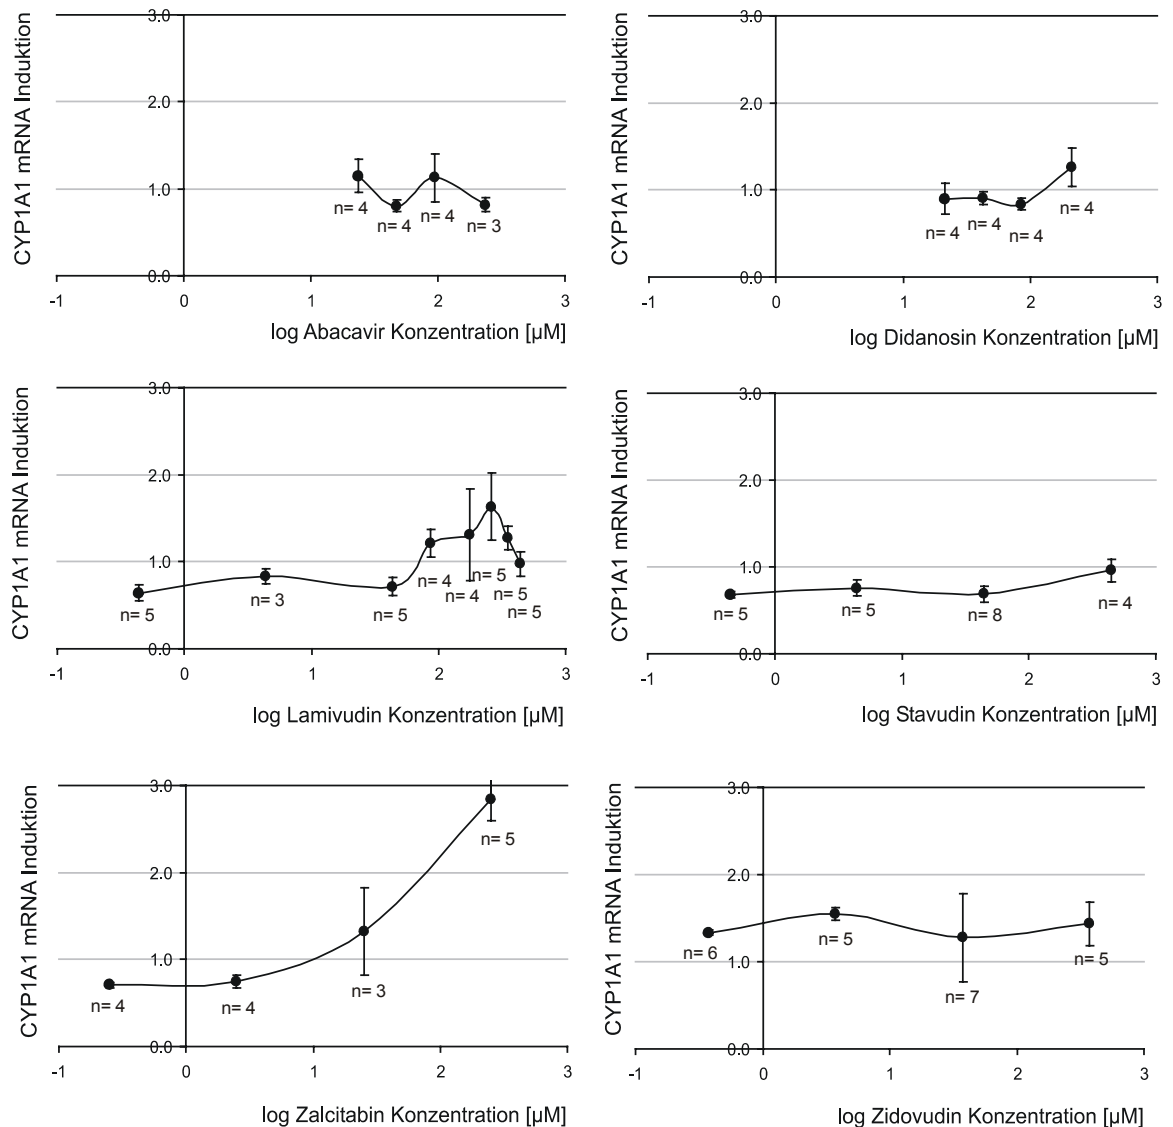 CYP1A1 mRNA Induktion
3.0
2.0
1.0
0.0
n= 4
n= 4
n= 4
n= 3
-1 0 1 2 3
log Abacavir Konzentration [µM]
CYP1A1 mRNA Induktion
3.0
2.0
1.0
0.0
n= 4
n= 4
n= 4
n= 4
-1 0 1 2 3
log Didanosin Konzentration [µM]
CYP1A1 mRNA Induktion
3.0
2.0
1.0
0.0
n= 5
n= 3
n= 5
n= 4
n= 4
n= 5
n= 5
n= 5
-1 0 1 2 3
log Lamivudin Konzentration [µM]
CYP1A1 mRNA Induktion
3.0
2.0
1.0
0.0
n= 5
n= 5
n= 8
n= 4
-1 0 1 2 3
log Stavudin Konzentration [µM]
CYP1A1 mRNA Induktion
3.0
2.0
1.0
0.0
n= 4
n= 4
n= 3
n= 5
-1 0 1 2 3
log Zalcitabin Konzentration [µM]
CYP1A1 mRNA Induktion
3.0
2.0
1.0
0.0
n= 6
n= 5
n= 7
n= 5
-1 0 1 2 3
log Zidovudin Konzentration [µM]